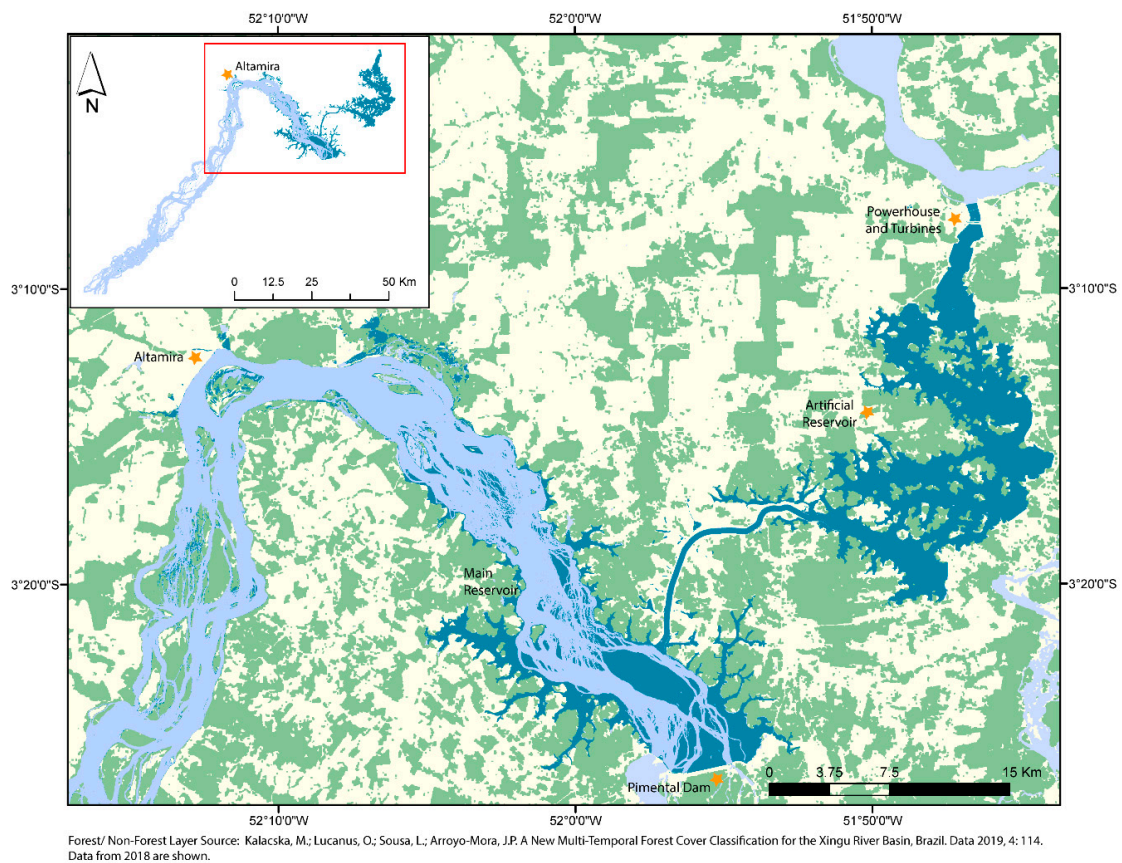 52°10'0"W
52°0'0"W
51°50'0"W
Altamira
N
0 12.5 25 50 Km
Powerhouse
and Turbines
3°10'0"S
3°10'0"S
Altamira
Artificial
Reservoir
Main
Reservoir
3°20'0"S
3°20'0"S
Pimental Dam
0 3.75 7.5 15 Km
52°10'0"W
52°0'0"W
51°50'0"W
Forest/ Non-Forest Layer Source: Kalacska, M.; Lucanus, O.; Sousa, L.; Arroyo-Mora, J.P. A New Multi-Temporal Forest Cover Classification for the Xingu River Basin, Brazil. Data 2019, 4: 114.
Data from 2018 are shown.